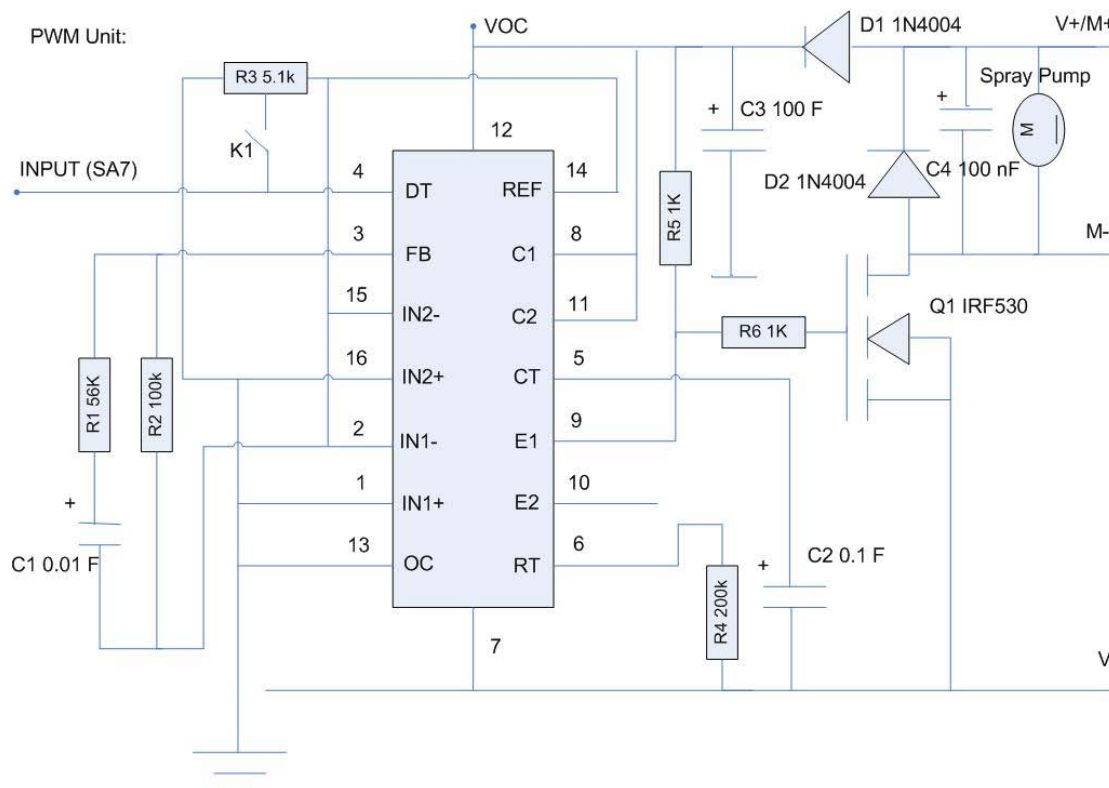 PWM Unit:
VOC
D1 1N4004
V+/M+
R3 5.1k
Spray Pump
M
+
C3 100 F
+
12
K1
INPUT (SA7)
4
14
DT
REF
D2 1N4004
C4 100 nF
R5 1K
3
8
FB
C1
M-
15
11
IN2-
C2
Q1 IRF530
R6 1K
16
5
IN2+
CT
R1 56K
R2 100k
2
9
IN1-
E1
1
10
IN1+
E2
+
13
6
OC
RT
C1 0.01 F
+
C2 0.1 F
R4 200k
7
V